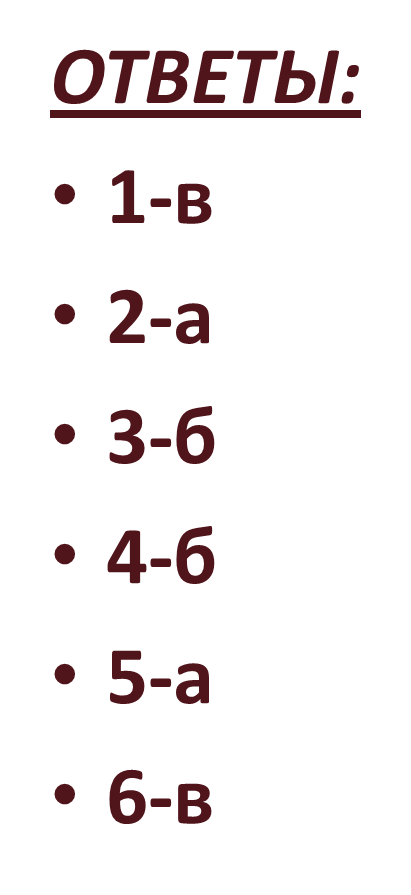 ОТВЕТЫ:
• 1-в
• 2-а
• 3-б
• 4-б
• 5-а
• 6-в